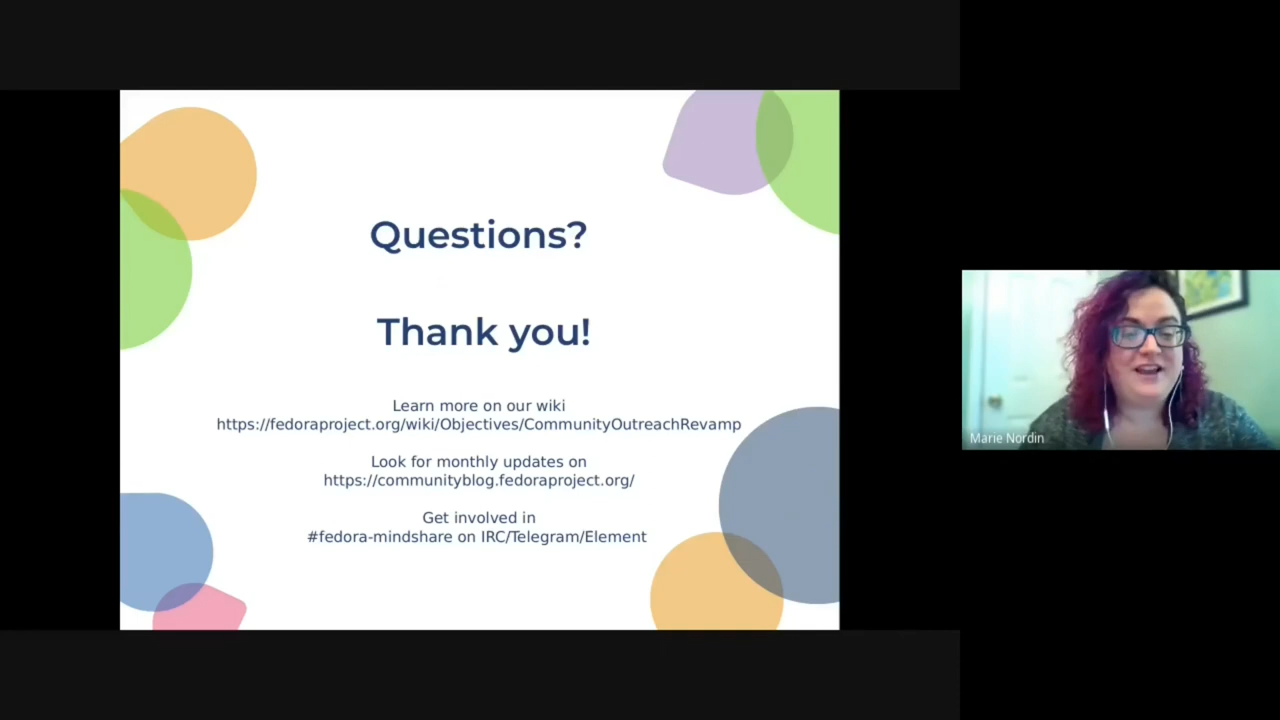 Questions?
Thank you!
Learn more on our wiki
https://fedoraproject.org/wiki/Objectives/CommunityOutreachRevamp
Look for monthly updates on
https://communityblog.fedoraproject.org/
Get involved in
#fedora-mindshare on IRC/Telegram/Element
Marie Nordin